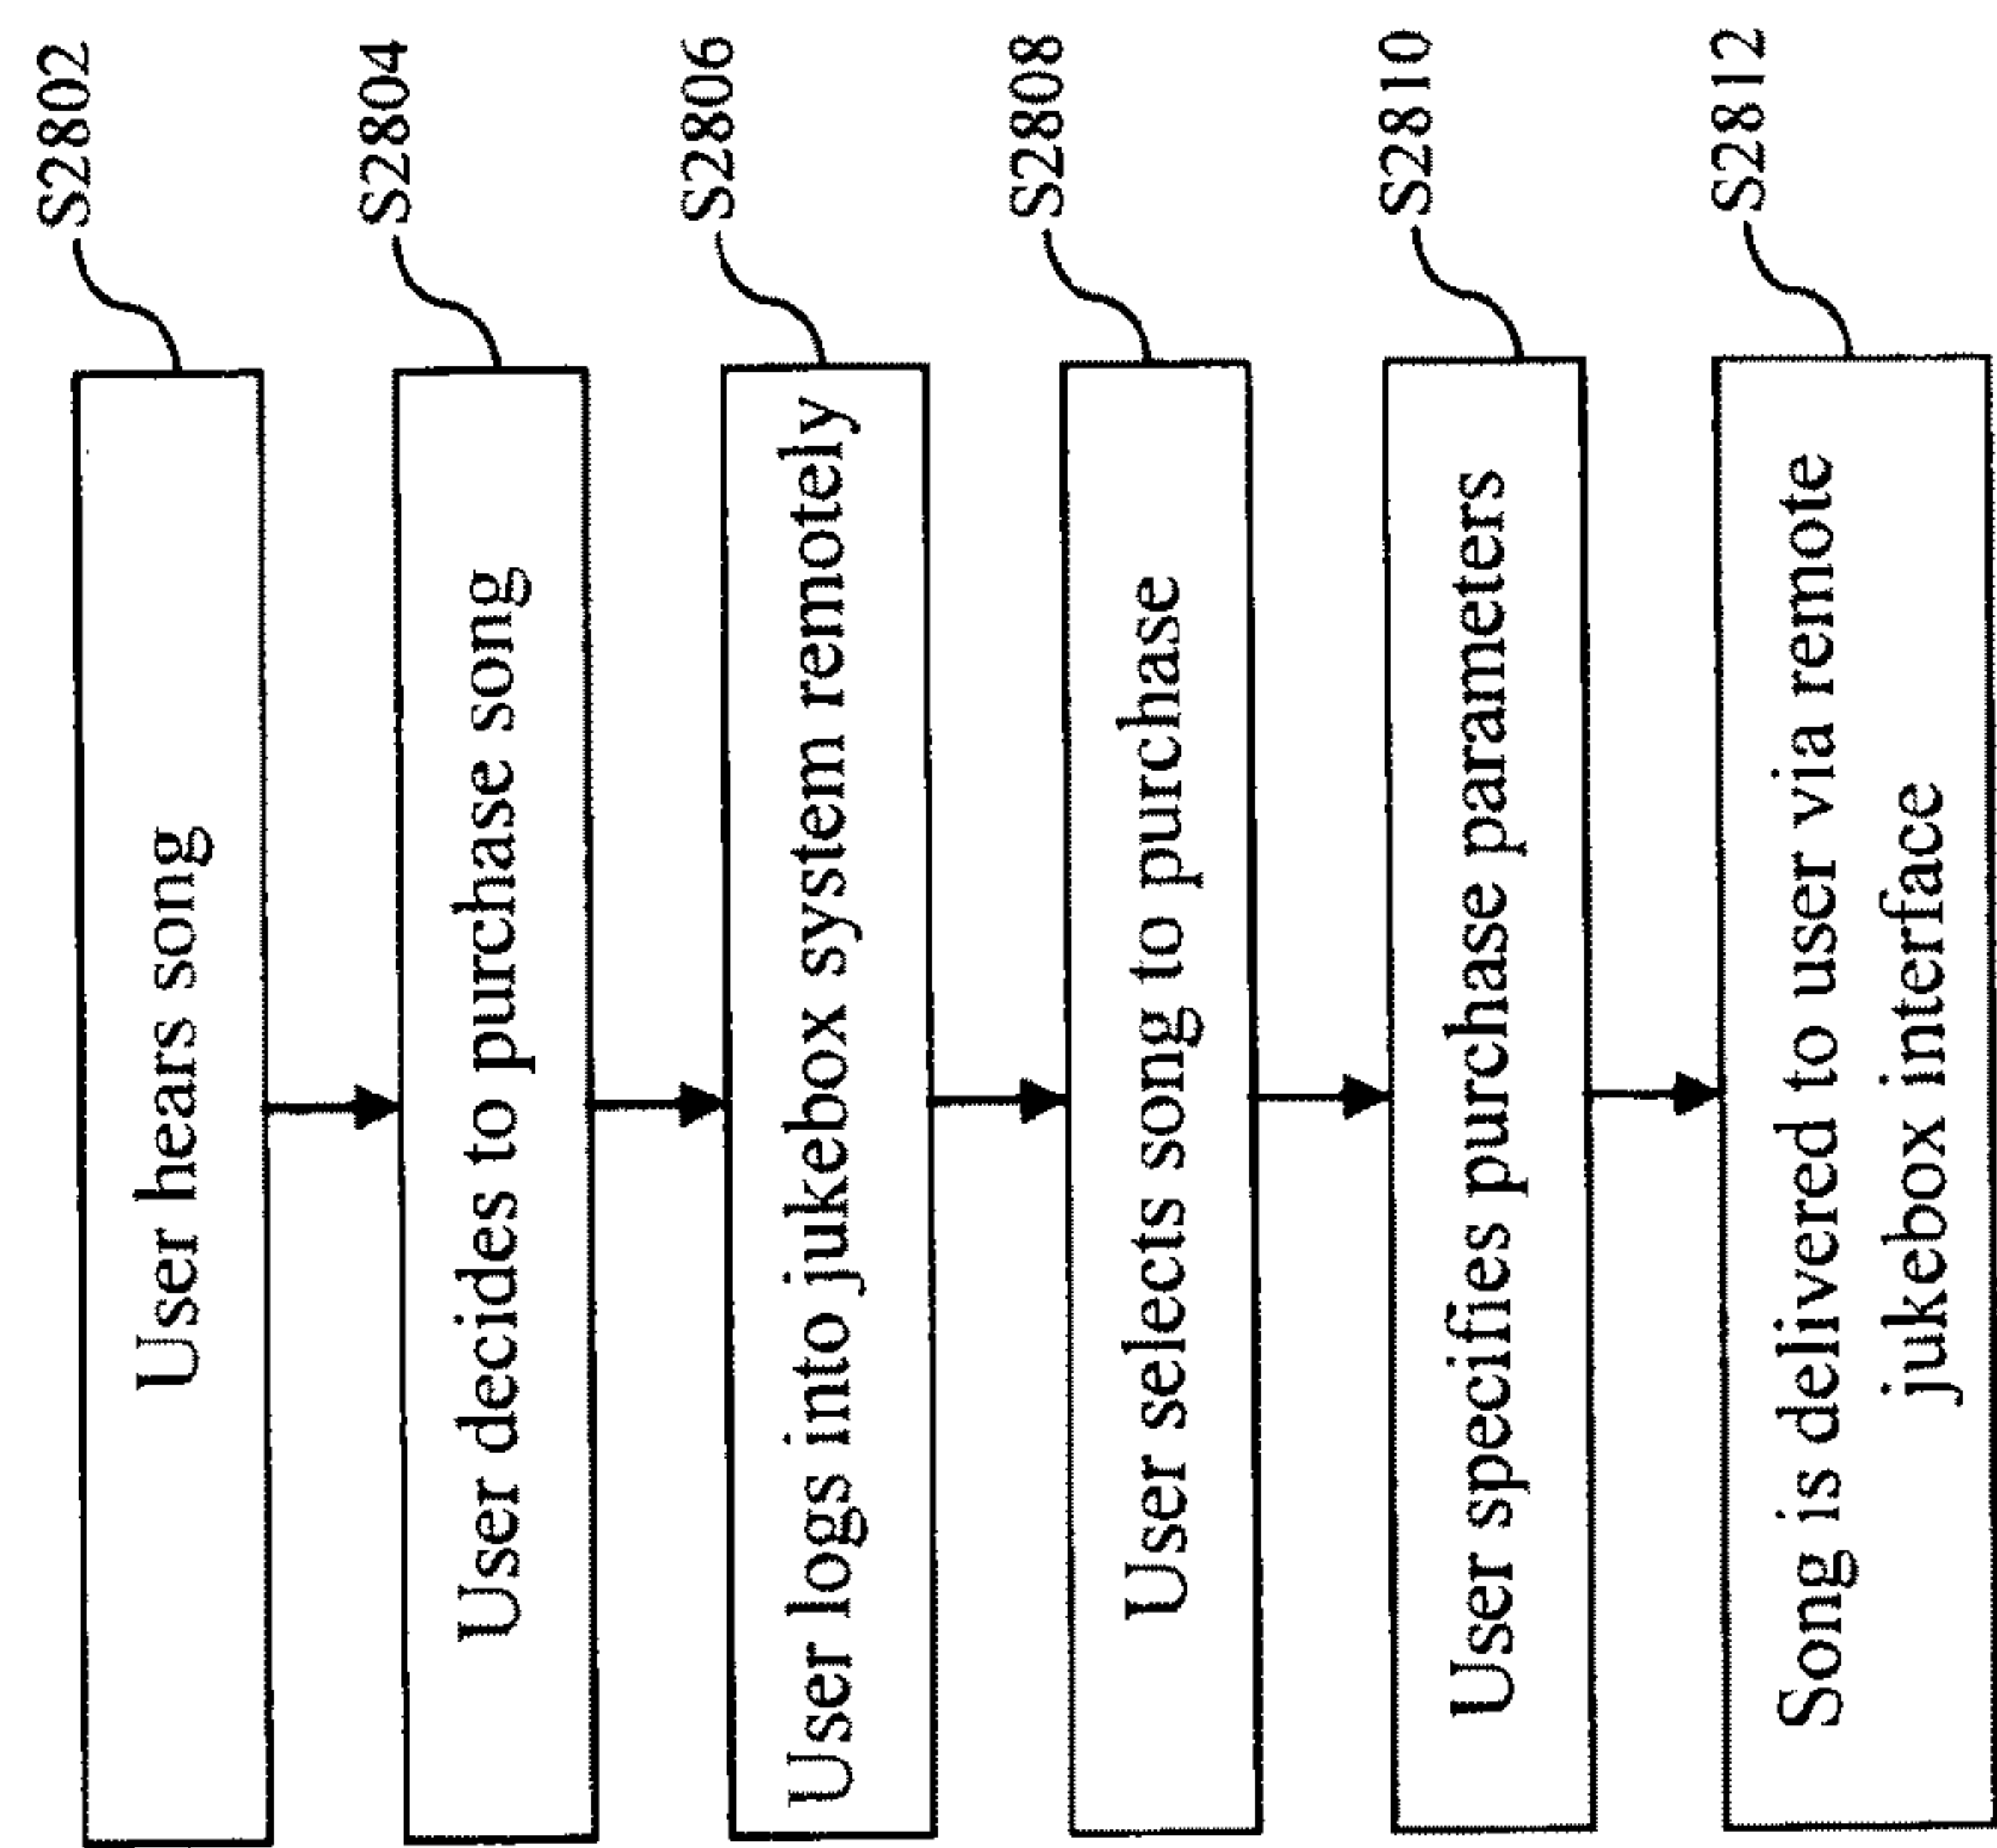 User hears song
S2802
User decides to purchase song
S2804
User logs into jukebox system remotely
S2806
User selects song to purchase
S2808
User specifies purchase parameters
S2810
Song is delivered to user via remote
jukebox interface
S2812